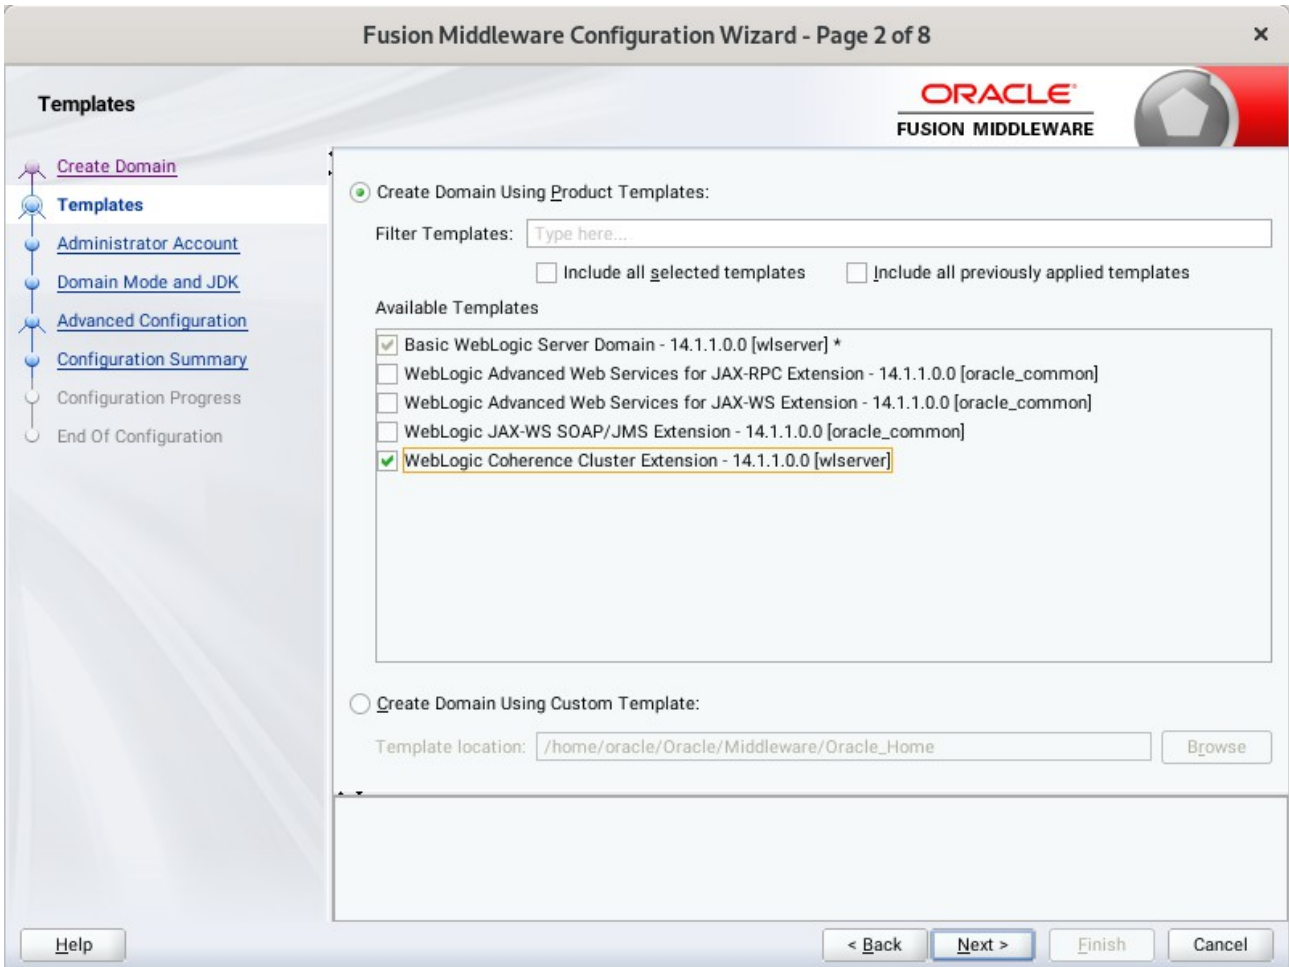 Fusion Middleware Configuration Wizard - Page 2 of 8
Templates
ORACLE
FUSION MIDDLEWARE
Create Domain
Templates
Administrator Account
Domain Mode and JDK
Advanced Configuration
Configuration Summary
Configuration Progress
End Of Configuration
Create Domain Using Product Templates:
Filter Templates: Type here...
Include all selected templates Include all previously applied templates
Available Templates
Basic WebLogic Server Domain - 14.1.1.0.0 [wlserver] *
WebLogic Advanced Web Services for JAX-RPC Extension - 14.1.1.0.0 [oracle_common]
WebLogic Advanced Web Services for JAX-WS Extension - 14.1.1.0.0 [oracle_common]
WebLogic JAX-WS SOAP/JMS Extension - 14.1.1.0.0 [oracle_common]
WebLogic Coherence Cluster Extension - 14.1.1.0.0 [wlserver]
Create Domain Using Custom Template:
Template location: /home/oracle/Oracle/Middleware/Oracle_Home Browse
Help < Back Next > Finish Cancel